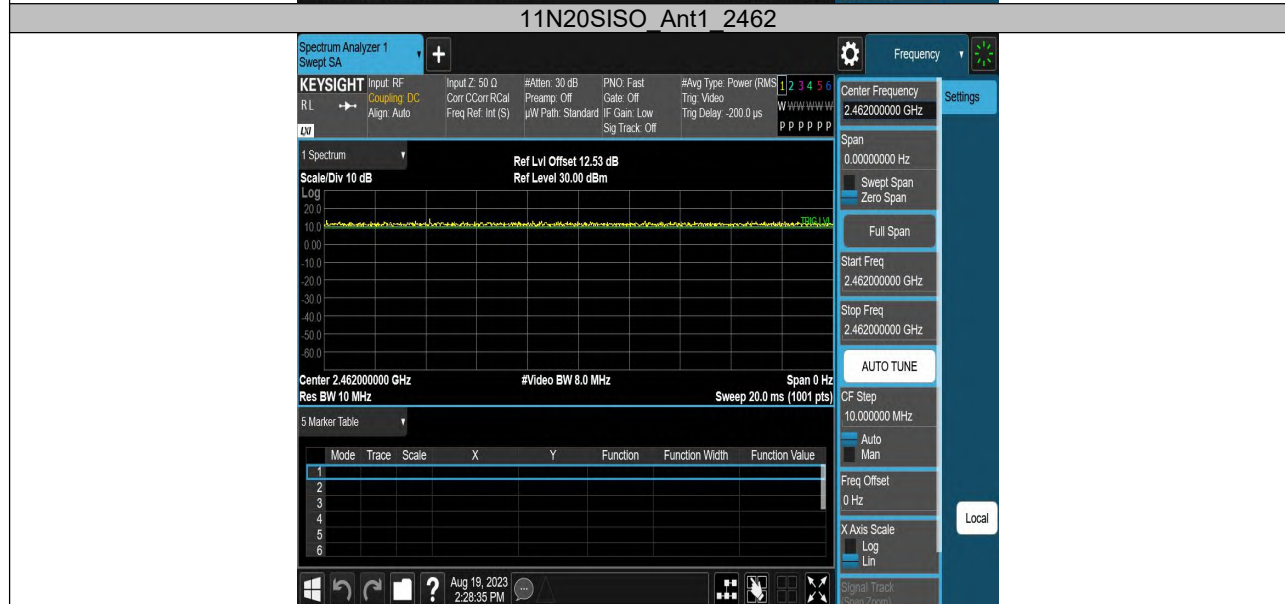 11N20SISO_Ant1_2462
Spectrum Analyzer 1
Swept SA
+
Frequency
KEYSIGHT
RL
LXI
Input: RF
Coupling: DC
Align: Auto
Input Z: 50 Ω
Corr CCorr RCal
Freq Ref: Int (S)
#Atten: 30 dB
Preamp: Off
µW Path: Standard
PNO: Fast
Gate: Off
IF Gain: Low
Sig Track: Off
#Avg Type: Power (RMS
Trig: Video
Trig Delay: -200.0 µs
1 2 3 4 5 6
W W W W W W
P P P P P P
Center Frequency
2.462000000 GHz
Settings
Span
0.00000000 Hz
Swept Span
Zero Span
Full Span
Start Freq
2.462000000 GHz
Stop Freq
2.462000000 GHz
AUTO TUNE
CF Step
10.000000 MHz
Auto
Man
Freq Offset
0 Hz
X Axis Scale
Log
Lin
Signal Track
(Span Zoom)
Local
1 Spectrum
Scale/Div 10 dB
Ref Lvl Offset 12.53 dB
Ref Level 30.00 dBm
Log
20.0
10.0
0.00
-10.0
-20.0
-30.0
-40.0
-50.0
-60.0
TRIG LVL
Center 2.462000000 GHz
#Video BW 8.0 MHz
Span 0 Hz
Res BW 10 MHz
Sweep 20.0 ms (1001 pts)
5 Marker Table
Mode Trace Scale X Y Function Function Width Function Value
1
2
3
4
5
6
?
Aug 19, 2023
2:28:35 PM